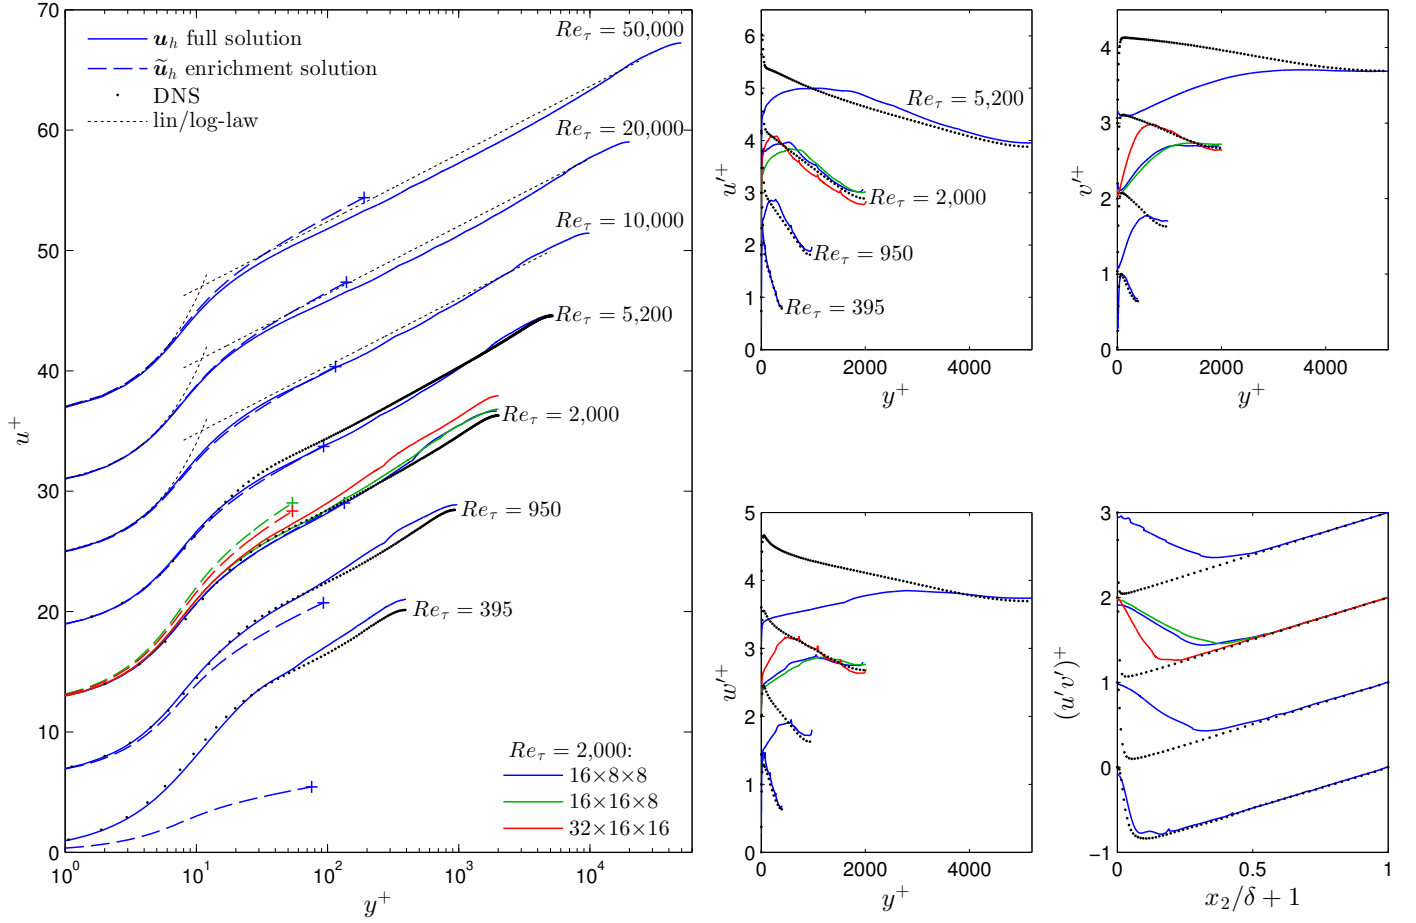 70
60
50
40
30
20
10
0
u⁺
10⁰
10¹
10²
10³
10⁴
y⁺
𝒖ₕ full solution
𝒖̃ₕ enrichment solution
DNS
lin/log-law
Re_τ = 50,000
Re_τ = 20,000
Re_τ = 10,000
Re_τ = 5,200
Re_τ = 2,000
Re_τ = 950
Re_τ = 395
Re_τ = 2,000:
16×8×8
16×16×8
32×16×16
6
5
4
3
2
1
0
u′⁺
0
2000
4000
y⁺
Re_τ = 5,200
Re_τ = 2,000
Re_τ = 950
Re_τ = 395
4
3
2
1
0
v′⁺
0
2000
4000
y⁺
5
4
3
2
1
0
w′⁺
0
2000
4000
y⁺
3
2
1
0
−1
(u′v′)⁺
0
0.5
1
x₂/δ + 1